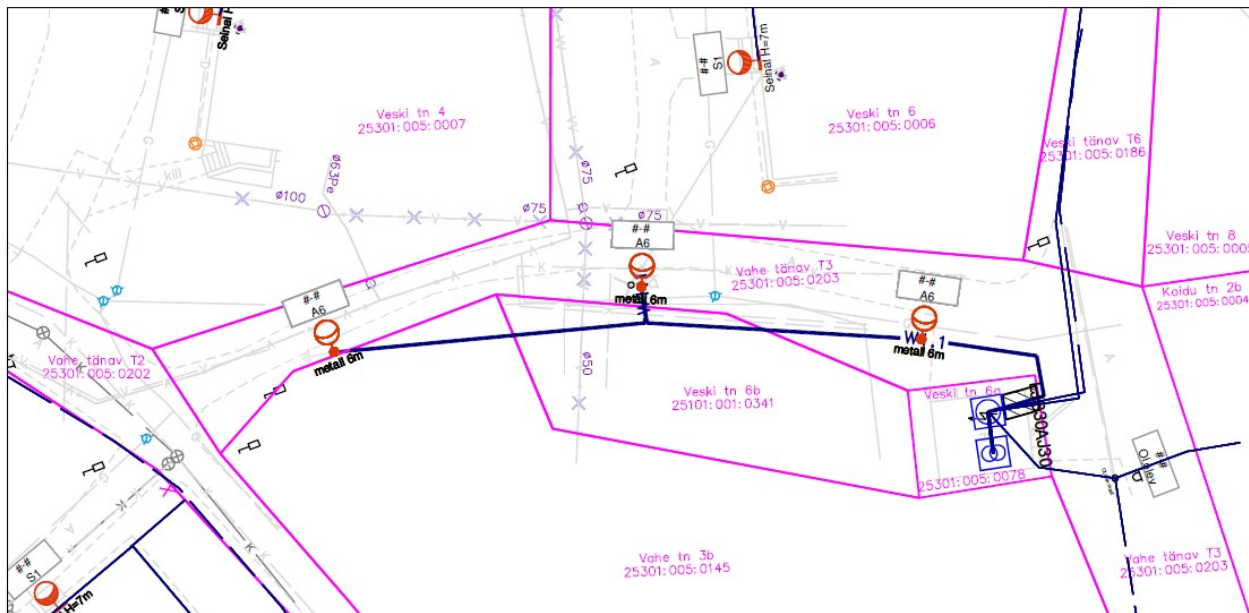 Seinal H
#-#
S1
Seinal H=7m
Veski tn 4
25301:005:0007
Veski tn 6
25301:005:0006
Veski tänav T6
25301:005:0186
kill
ø100
ø63Pe
ø75
ø75
ø75
#-#
A6
Veski tn 8
25301:005:0005
Vahe tänav T3
25301:005:0203
#-#
A6
#-#
A6
Koidu tn 2b
25301:005:0004
metall 6m
metall 6m
metall 6m
Vahe tänav T2
25301:005:0202
ø50
Veski tn 6b
25101:001:0341
Veski tn 6a
25301:005:0078
#-#
Vahe tn 3b
25301:005:0145
Vahe tänav T3
25301:005:0203
#-#
S1
H=7m